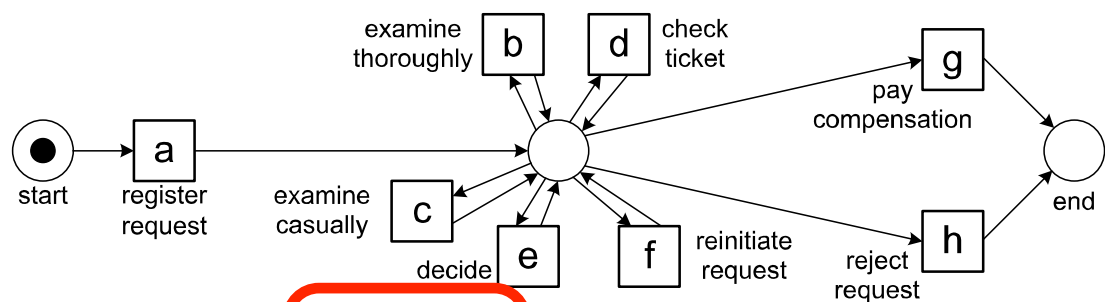 examine
thoroughly
b
d
check
ticket
g
pay
compensation
start
a
register
request
examine
casually
c
decide
e
f
reinitiate
request
h
reject
request
end